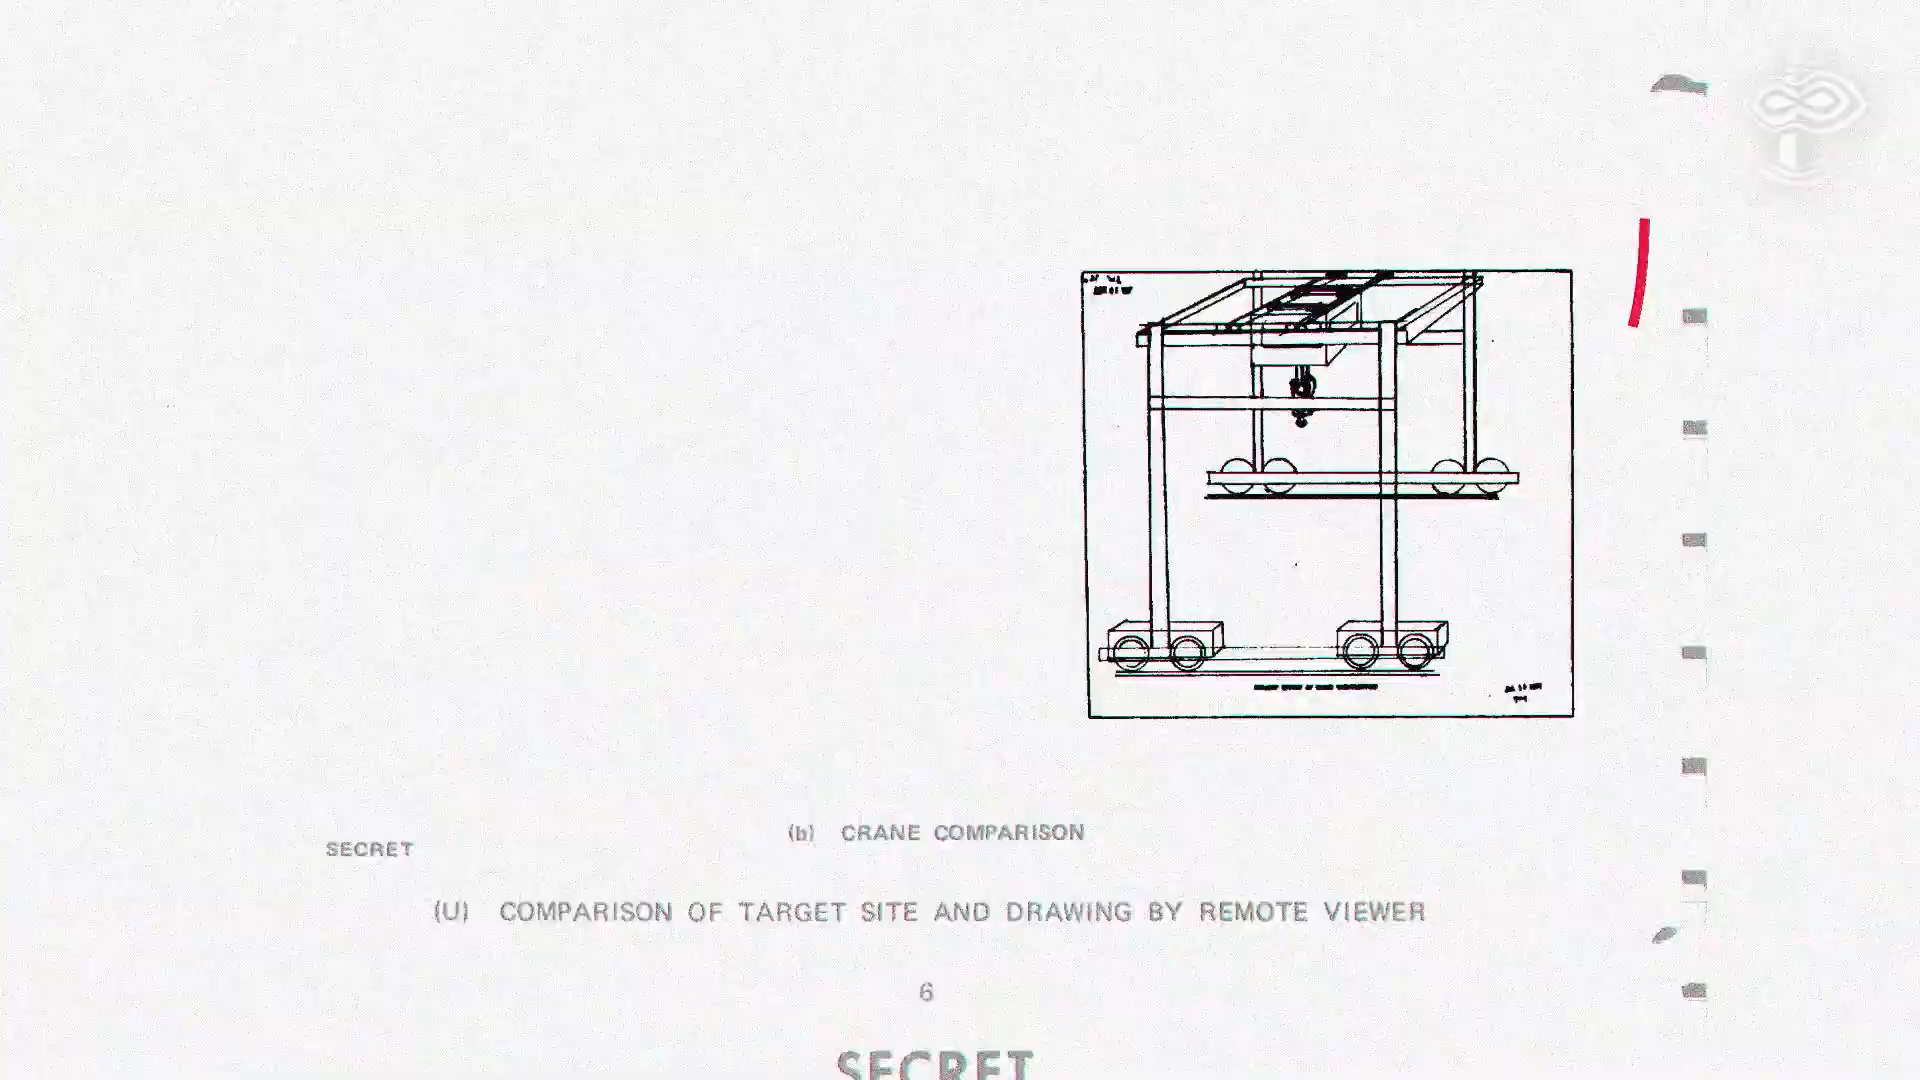 (b) CRANE COMPARISON
SECRET
(U) COMPARISON OF TARGET SITE AND DRAWING BY REMOTE VIEWER
6
SECRET